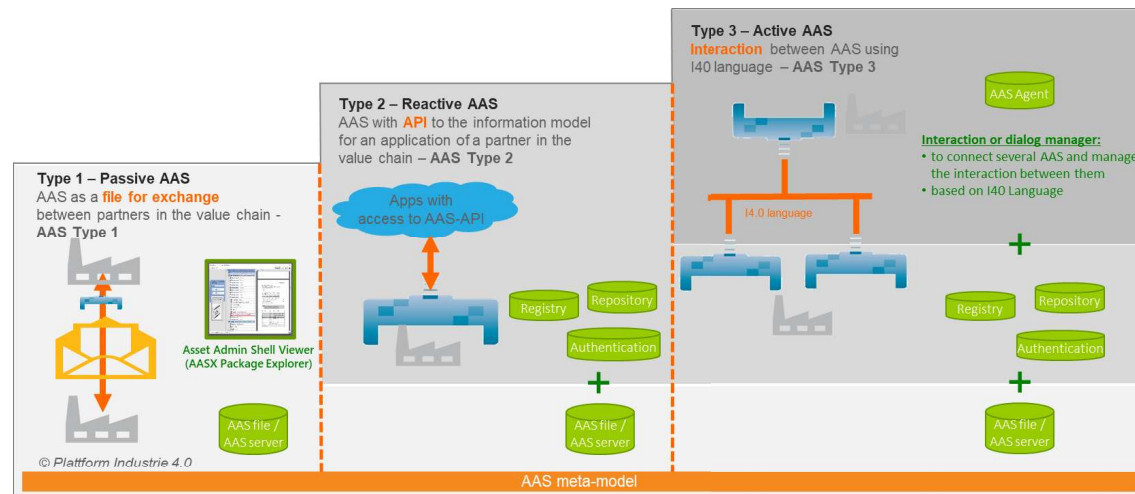 Type 1 – Passive AAS
AAS as a file for exchange
between partners in the value chain -
AAS Type 1
Asset Admin Shell Viewer
(AASX Package Explorer)
AAS file /
AAS server
© Plattform Industrie 4.0
Type 2 – Reactive AAS
AAS with API to the information model
for an application of a partner in the
value chain – AAS Type 2
Apps with
access to AAS-API
Registry
Repository
Authentication
+
AAS file /
AAS server
Type 3 – Active AAS
Interaction between AAS using
I40 language – AAS Type 3
I4.0 language
AAS Agent
Interaction or dialog manager:
• to connect several AAS and manage
the interaction between them
• based on I40 Language
+
Registry
Repository
Authentication
+
AAS file /
AAS server
AAS meta-model